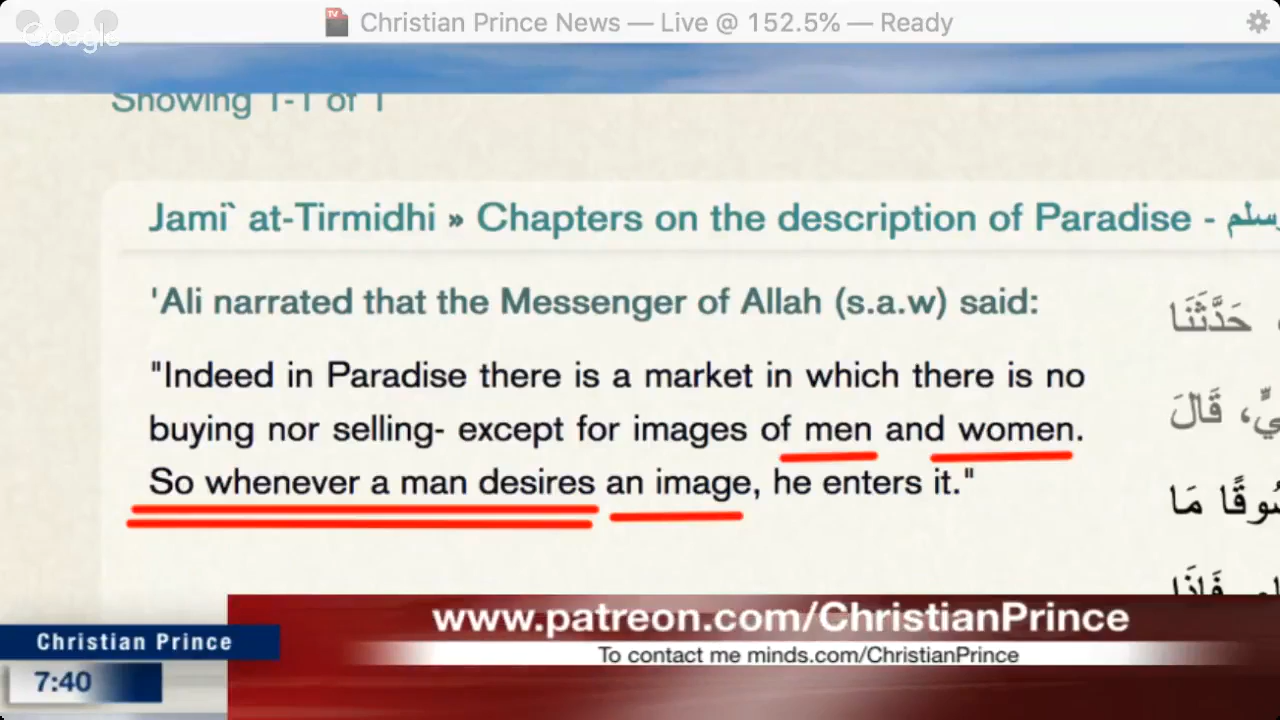 Christian Prince News — Live @ 152.5% — Ready
Google
Showing 1-1 of 1
Jami` at-Tirmidhi » Chapters on the description of Paradise -
'Ali narrated that the Messenger of Allah (s.a.w) said:
حَدَّثَنَا
"Indeed in Paradise there is a market in which there is no
قَالَ
buying nor selling- except for images of men and women.
So whenever a man desires an image, he enters it."
سُوقًا مَا
www.patreon.com/ChristianPrince
Christian Prince
To contact me minds.com/ChristianPrince
7:40